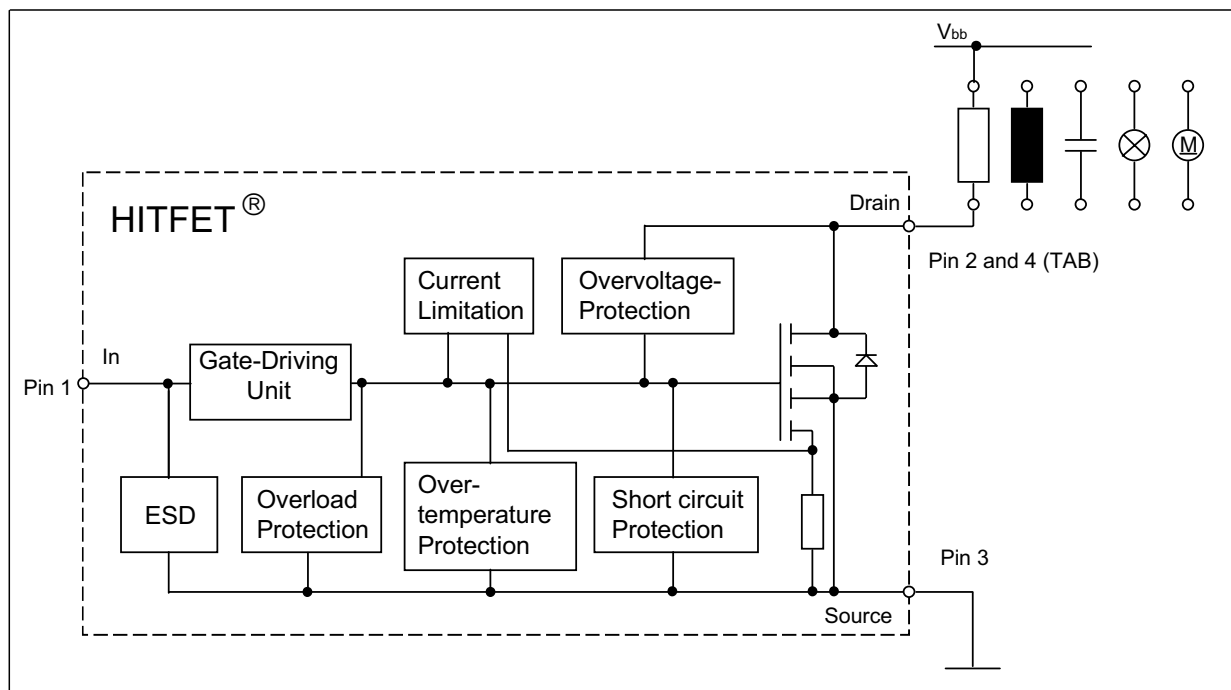 Vbb
M
HITFET ®
Drain
Pin 2 and 4 (TAB)
Current
Limitation
Overvoltage-
Protection
In
Pin 1
Gate-Driving
Unit
ESD
Overload
Protection
Over-
temperature
Protection
Short circuit
Protection
Pin 3
Source